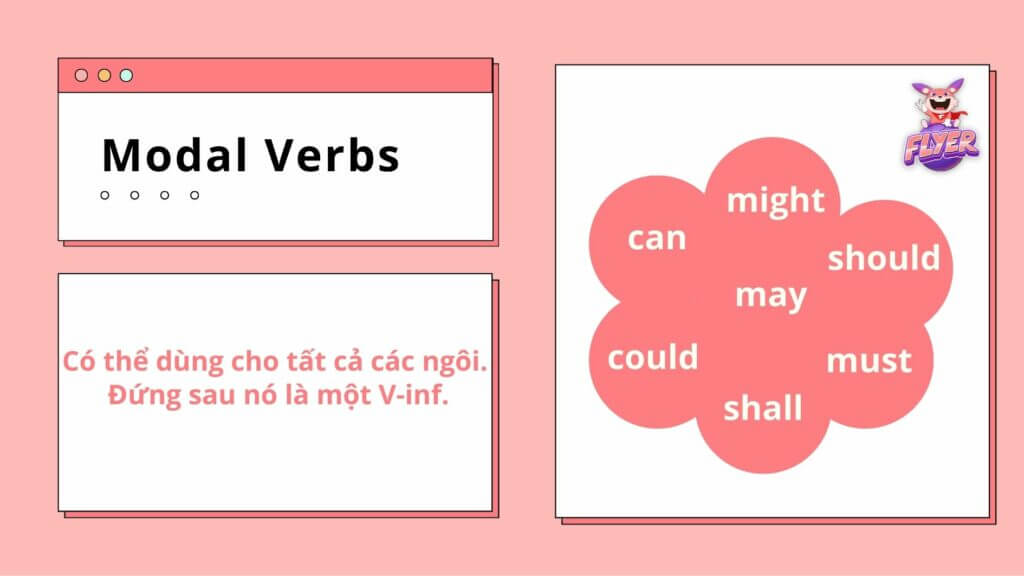 Modal Verbs
Có thể dùng cho tất cả các ngôi.
Đứng sau nó là một V-inf.
FLYER
might
can
should
may
could
must
shall